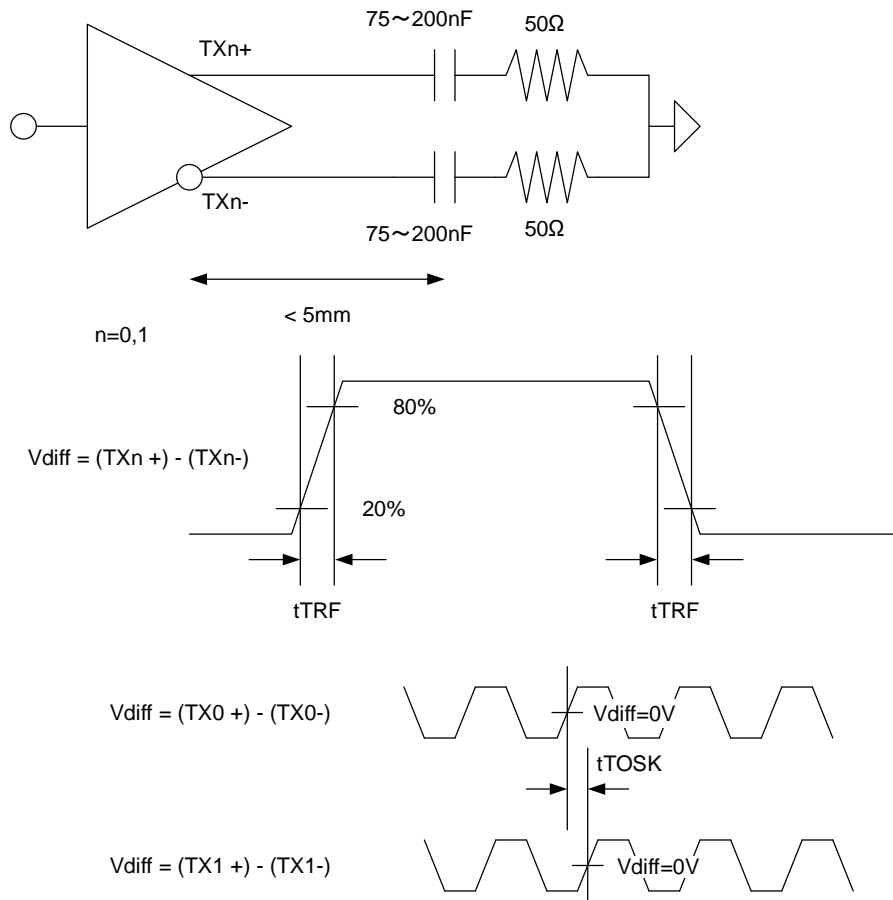 75～200nF
50Ω
TXn+
TXn-
75～200nF
50Ω
< 5mm
n=0,1
80%
Vdiff = (TXn +) - (TXn-)
20%
tTRF
tTRF
Vdiff = (TX0 +) - (TX0-)
Vdiff=0V
tTOSK
Vdiff = (TX1 +) - (TX1-)
Vdiff=0V